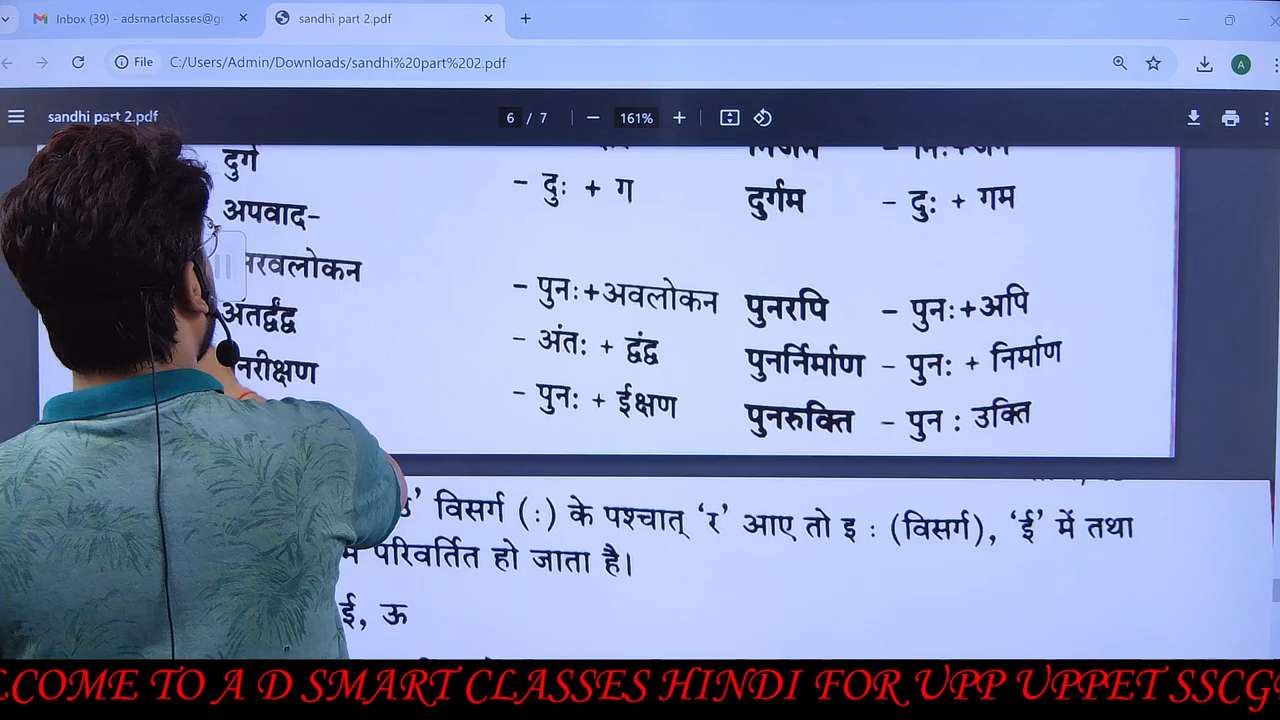 Inbox (39) - adsmartclasses@g
sandhi part 2.pdf
File C:/Users/Admin/Downloads/sandhi%20part%202.pdf
A
sandhi part 2.pdf 6 / 7 161%
दुर्ग - दुः + ग दुर्गम - दुः + गम
अपवाद-
नरवलोकन - पुनः+अवलोकन पुनरपि - पुनः+अपि
अंतर्द्वंद्व - अंतः + द्वंद्व पुनर्निर्माण - पुनः + निर्माण
नरीक्षण - पुनः + ईक्षण पुनरुक्ति - पुन : उक्ति
विसर्ग (:) के पश्चात् ‘र’ आए तो इ : (विसर्ग), ‘ई’ में तथा
में परिवर्तित हो जाता है।
ई, ऊ
LCOME TO A D SMART CLASSES HINDI FOR UPP UPPET SSCG